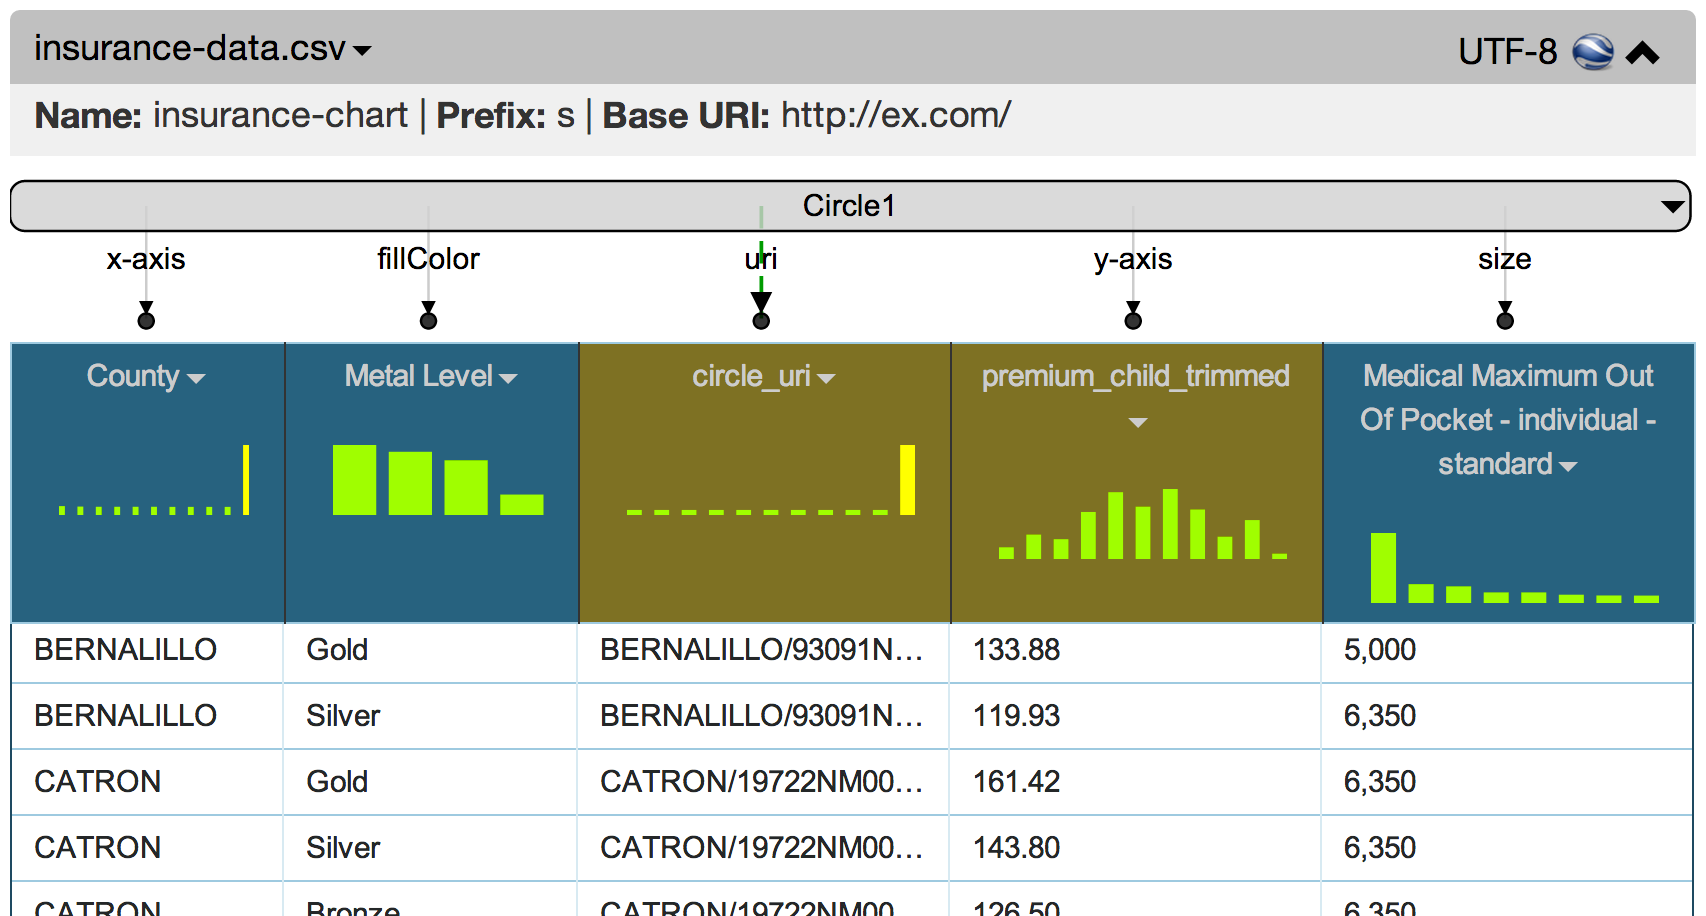 insurance-data.csv UTF-8
Name: insurance-chart | Prefix: s | Base URI: http://ex.com/
Circle1
x-axis fillColor uri y-axis size
County Metal Level circle_uri premium_child_trimmed Medical Maximum Out
Of Pocket - individual -
standard
BERNALILLO Gold BERNALILLO/93091N... 133.88 5,000
BERNALILLO Silver BERNALILLO/93091N... 119.93 6,350
CATRON Gold CATRON/19722NM00... 161.42 6,350
CATRON Silver CATRON/19722NM00... 143.80 6,350
CATRON Bronze CATRON/19722NM00... 126.50 6,350